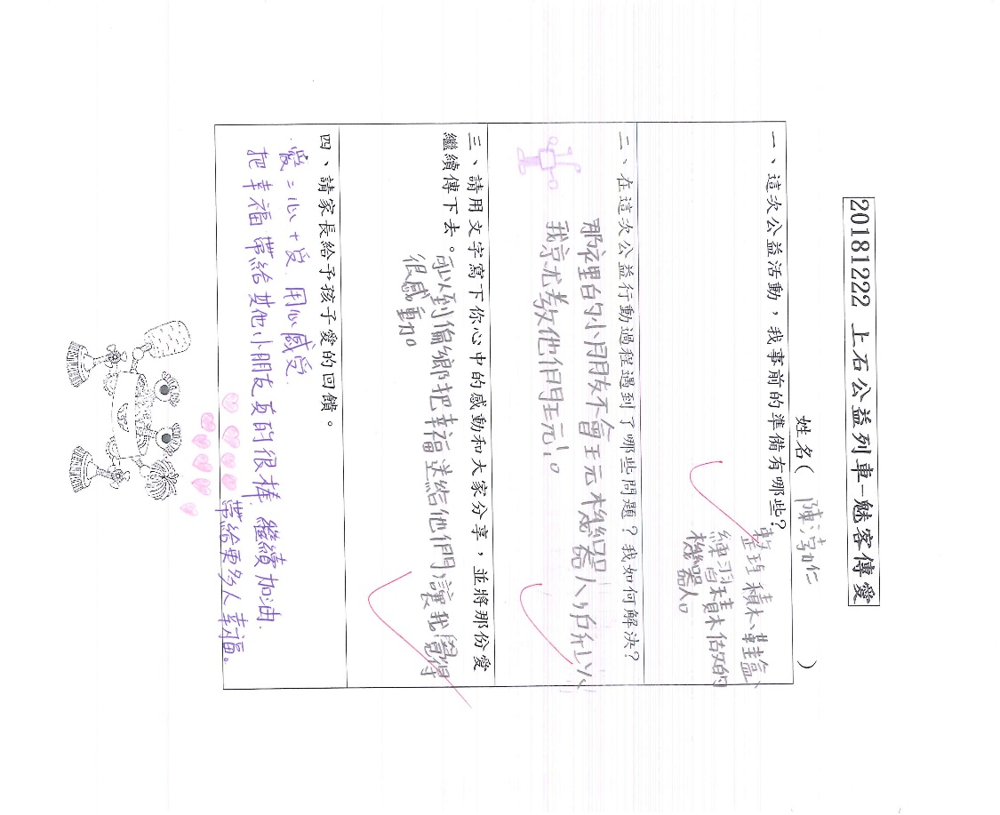 20181222 上石公益列車-魅客傳愛
姓名( 陳 仁 )
一、這次公益活動，我事前的準備有哪些?
整班積木、鞋盒、
練習積木做的
機器人。
二、在這次公益行動過程遇到了哪些問題?我如何解決?
那裡的小朋友不會玩機器人,所以
我京尤教他們玩!。
三、請用文字寫下你心中的感動和大家分享，並將那份愛
繼續傳下去。
可以到偏鄉把幸福送給他們,讓我覺得
很感動。
四、請家長給予孩子愛的回饋。
愛=心+受 用心感受.
把幸福帶給其他小朋友真的很棒. 繼續加油.
帶給更多人幸福。